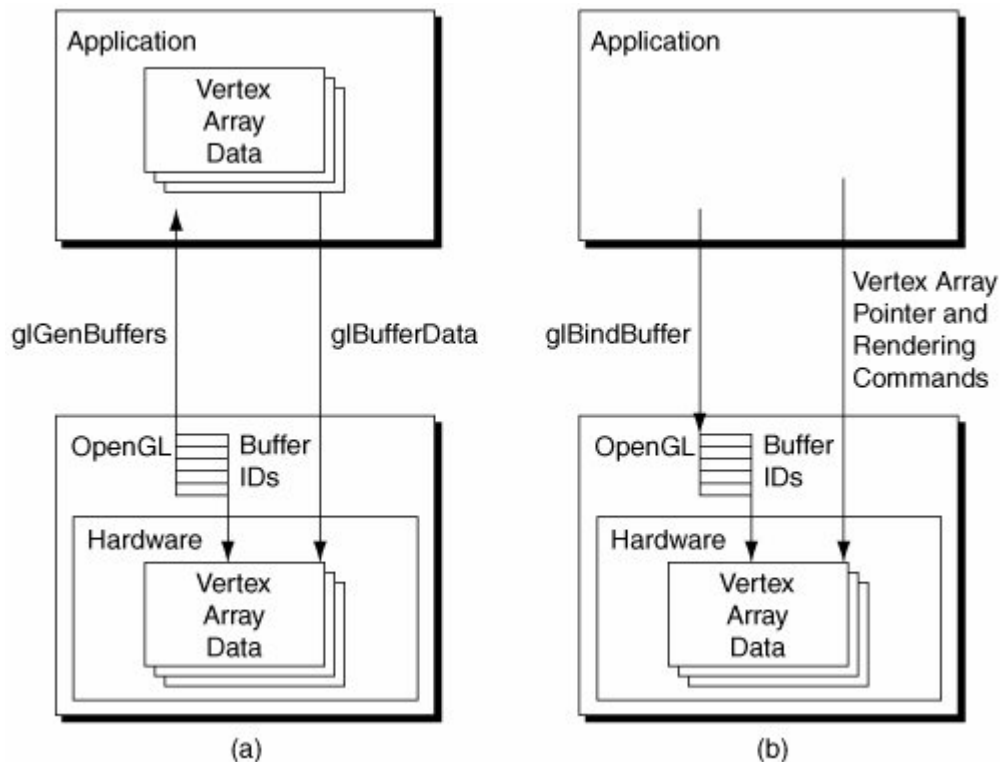 Application
Vertex
Array
Data
glGenBuffers
glBufferData
OpenGL
Buffer
IDs
Hardware
Vertex
Array
Data
(a)
Application
glBindBuffer
Vertex Array
Pointer and
Rendering
Commands
OpenGL
Buffer
IDs
Hardware
Vertex
Array
Data
(b)